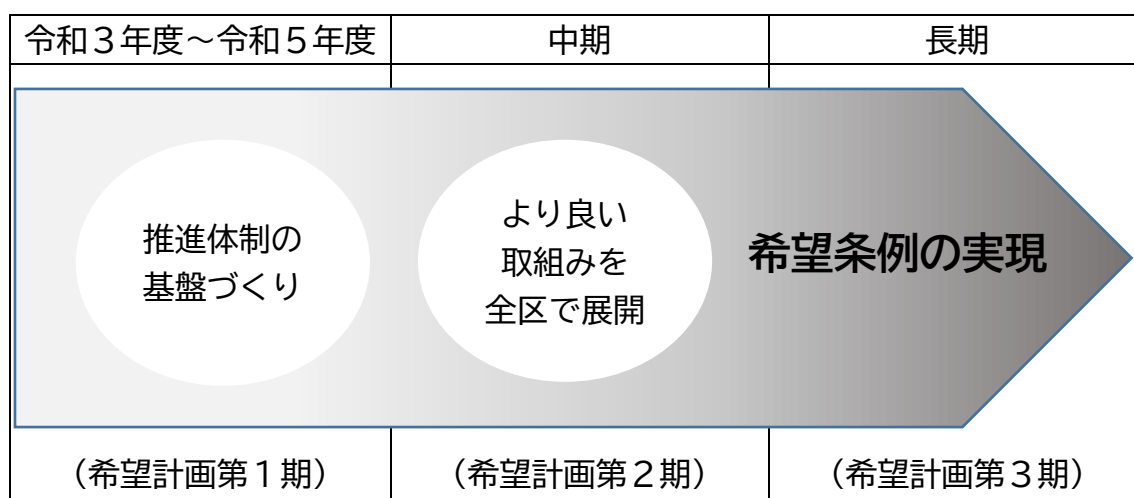 令和３年度～令和５年度
中期
長期
推進体制の
基盤づくり
より良い
取組みを
全区で展開
希望条例の実現
（希望計画第１期）
（希望計画第２期）
（希望計画第３期）